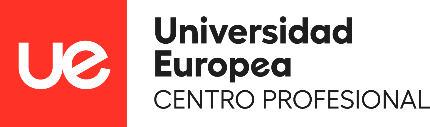 ue
Universidad
Europea
CENTRO PROFESIONAL